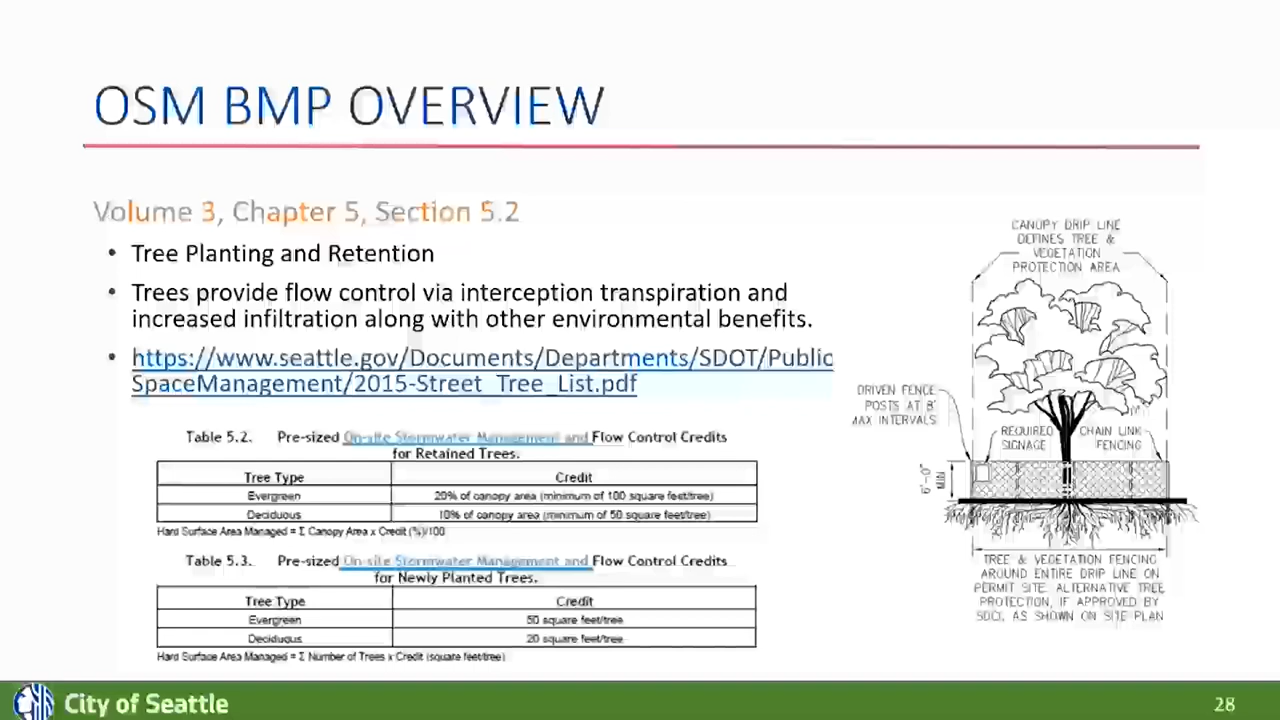 OSM BMP OVERVIEW
Volume 3, Chapter 5, Section 5.2
• Tree Planting and Retention
• Trees provide flow control via interception transpiration and
increased infiltration along with other environmental benefits.
• https://www.seattle.gov/Documents/Departments/SDOT/Public
SpaceManagement/2015-Street_Tree_List.pdf
Table 5.2. Pre-sized On-site Stormwater Management and Flow Control Credits
for Retained Trees.
Tree Type Credit
Evergreen 20% of canopy area (minimum of 100 square feet/tree)
Deciduous 10% of canopy area (minimum of 50 square feet/tree)
Hard Surface Area Managed = Σ Canopy Area x Credit (%)/100
Table 5.3. Pre-sized On-site Stormwater Management and Flow Control Credits
for Newly Planted Trees.
Tree Type Credit
Evergreen 50 square feet/tree
Deciduous 20 square feet/tree
Hard Surface Area Managed = Σ Number of Trees x Credit (square feet/tree)
CANOPY DRIP LINE
DEFINES TREE &
VEGETATION
PROTECTION AREA
DRIVEN FENCE
POSTS AT 8'
MAX INTERVALS
REQUIRED
SIGNAGE
CHAIN LINK
FENCING
6'-0"
MIN
TREE & VEGETATION FENCING
AROUND ENTIRE DRIP LINE ON
PERMIT SITE. ALTERNATIVE TREE
PROTECTION, IF APPROVED BY
SDCI, AS SHOWN ON SITE PLAN
City of Seattle
28